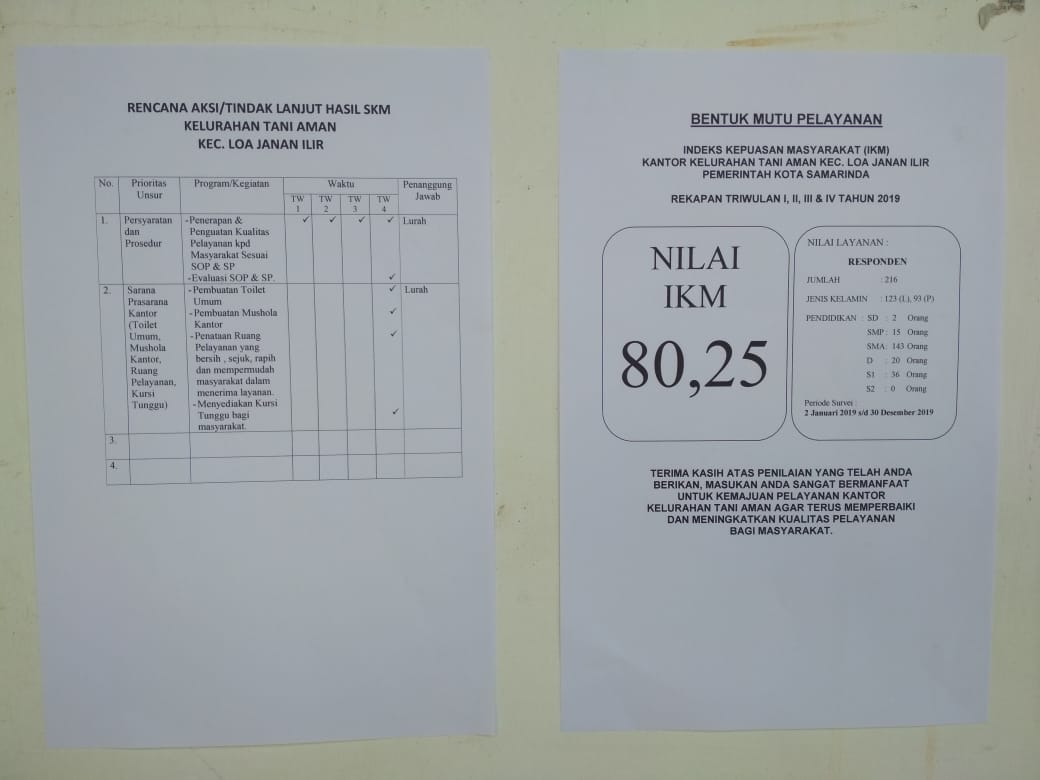 RENCANA AKSI/TINDAK LANJUT HASIL SKM
KELURAHAN TANI AMAN
KEC. LOA JANAN ILIR
No. Prioritas Unsur Program/Kegiatan Waktu Penanggung Jawab
TW 1 TW 2 TW 3 TW 4
1. Persyaratan dan Prosedur
-Penerapan &
Penguatan Kualitas
Pelayanan kpd
Masyarakat Sesuai
SOP & SP
✓ ✓ ✓ ✓ Lurah
-Evaluasi SOP & SP. ✓
2. Sarana
Prasarana
Kantor
(Toilet
Umum,
Mushola
Kantor,
Ruang
Pelayanan,
Kursi
Tunggu)
-Pembuatan Toilet
Umum
✓ Lurah
-Pembuatan Mushola
Kantor
✓
-Penataan Ruang
Pelayanan yang
bersih , sejuk, rapih
dan mempermudah
masyarakat dalam
menerima layanan.
✓
-Menyediakan Kursi
Tunggu bagi
masyarakat.
✓
3.
4.
BENTUK MUTU PELAYANAN
INDEKS KEPUASAN MASYARAKAT (IKM)
KANTOR KELURAHAN TANI AMAN KEC. LOA JANAN ILIR
PEMERINTAH KOTA SAMARINDA
REKAPAN TRIWULAN I, II, III & IV TAHUN 2019
NILAI
IKM
80,25
NILAI LAYANAN :
RESPONDEN
JUMLAH : 216
JENIS KELAMIN : 123 (L), 93 (P)
PENDIDIKAN : SD : 2 Orang
SMP : 15 Orang
SMA : 143 Orang
D : 20 Orang
S1 : 36 Orang
S2 : 0 Orang
Periode Survei :
2 Januari 2019 s/d 30 Desember 2019
TERIMA KASIH ATAS PENILAIAN YANG TELAH ANDA
BERIKAN, MASUKAN ANDA SANGAT BERMANFAAT
UNTUK KEMAJUAN PELAYANAN KANTOR
KELURAHAN TANI AMAN AGAR TERUS MEMPERBAIKI
DAN MENINGKATKAN KUALITAS PELAYANAN
BAGI MASYARAKAT.